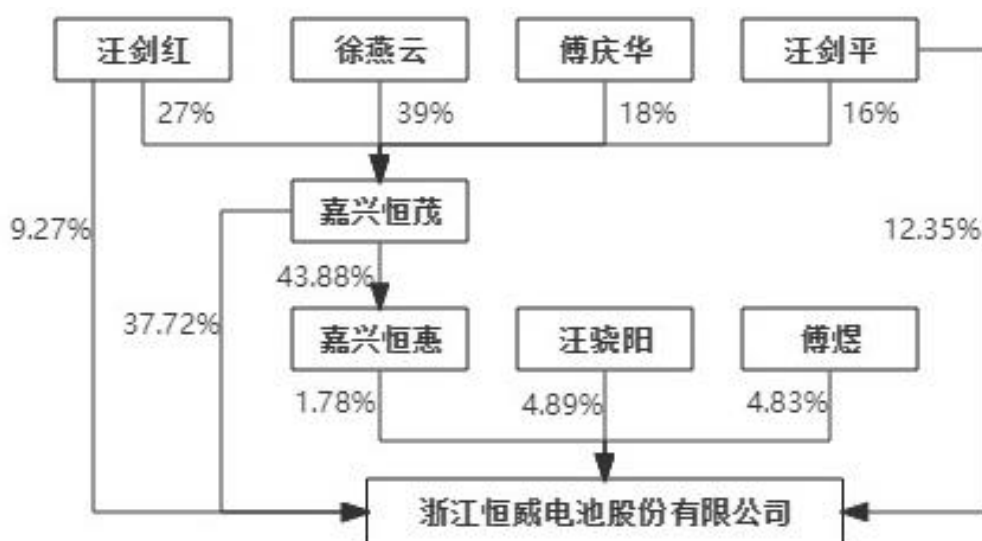 汪剑红 徐燕云 傅庆华 汪剑平
27% 39% 18% 16%
嘉兴恒茂
9.27% 12.35%
43.88%
37.72%
嘉兴恒惠 汪骁阳 傅煜
1.78% 4.89% 4.83%
浙江恒威电池股份有限公司